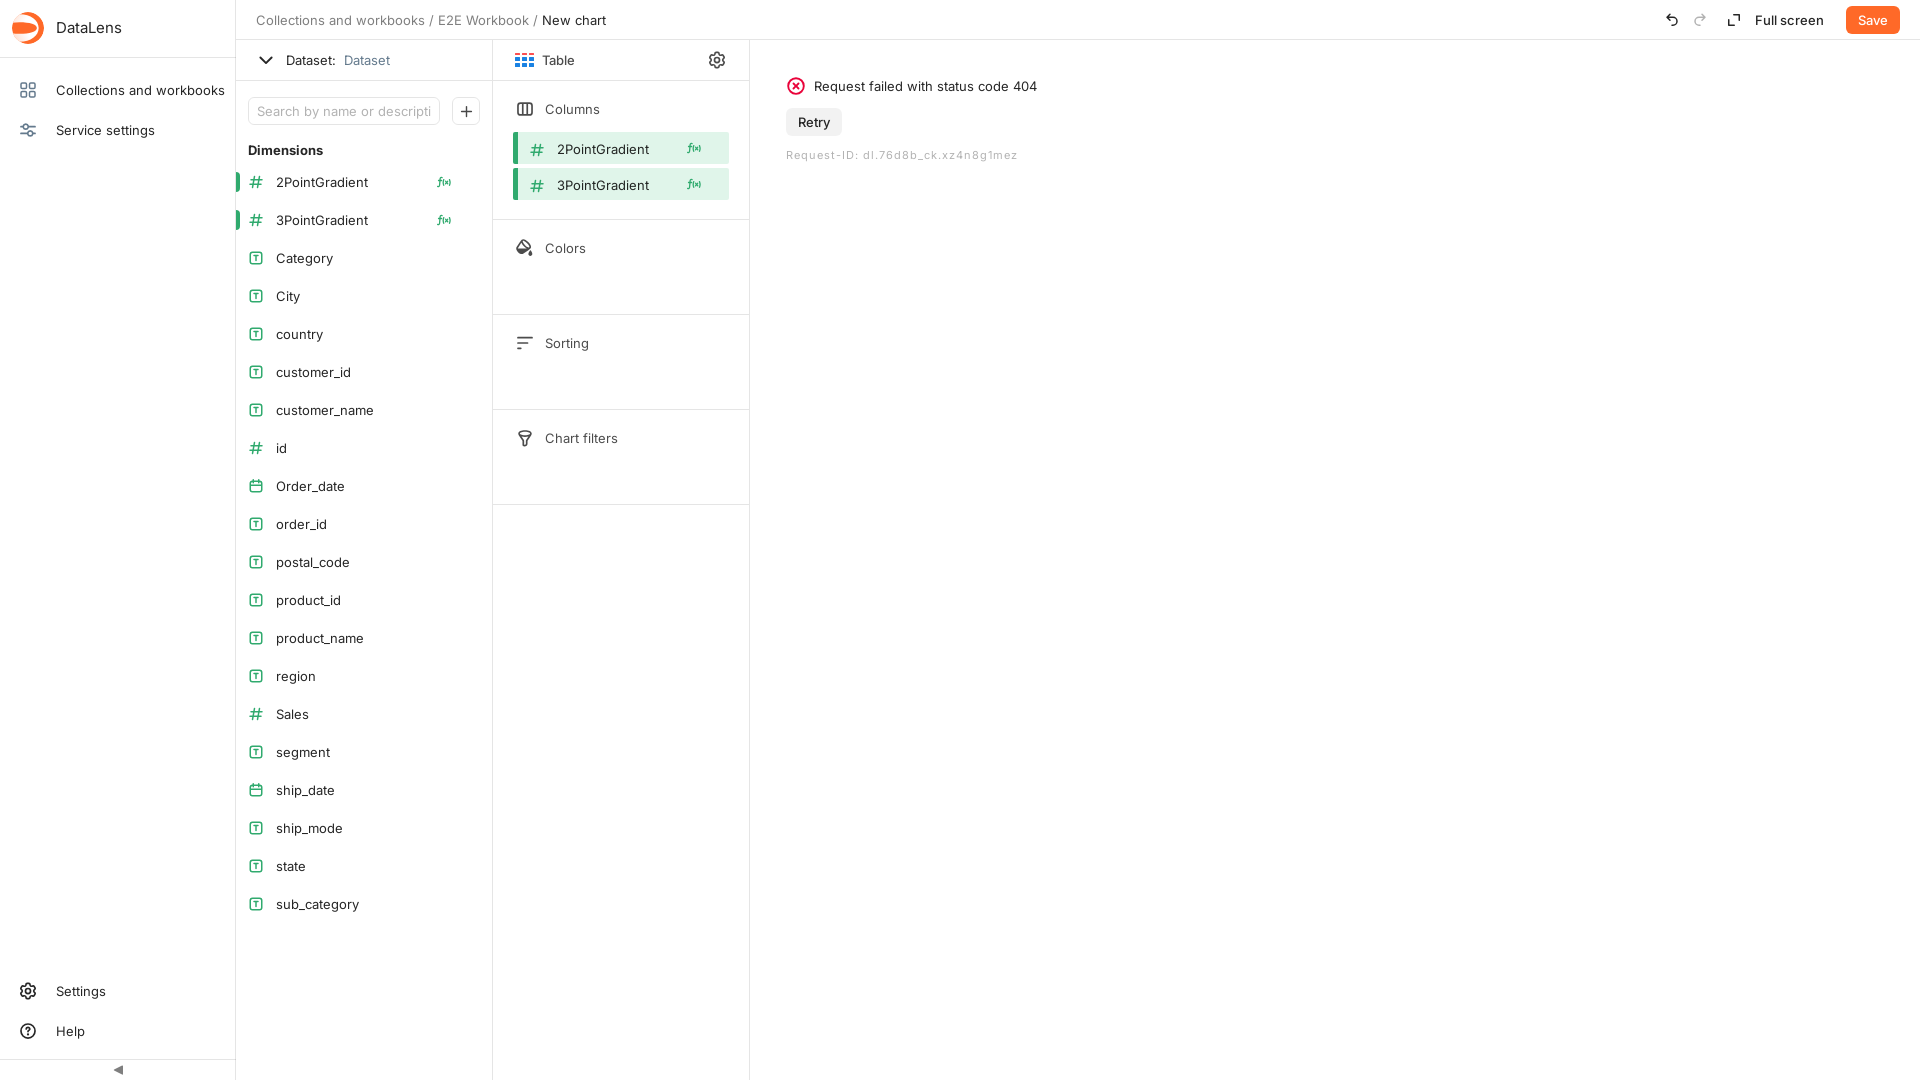 DataLens
Collections and workbooks
Service settings
Settings
Help
Collections and workbooks / E2E Workbook / New chart
Full screen
Save
Dataset: Dataset
Search by name or descripti
Dimensions
2PointGradient
3PointGradient
Category
City
country
customer_id
customer_name
id
Order_date
order_id
postal_code
product_id
product_name
region
Sales
segment
ship_date
ship_mode
state
sub_category
Table
Columns
2PointGradient
3PointGradient
Colors
Sorting
Chart filters
Request failed with status code 404
Retry
Request-ID: dl.76d8b_ck.xz4n8g1mez